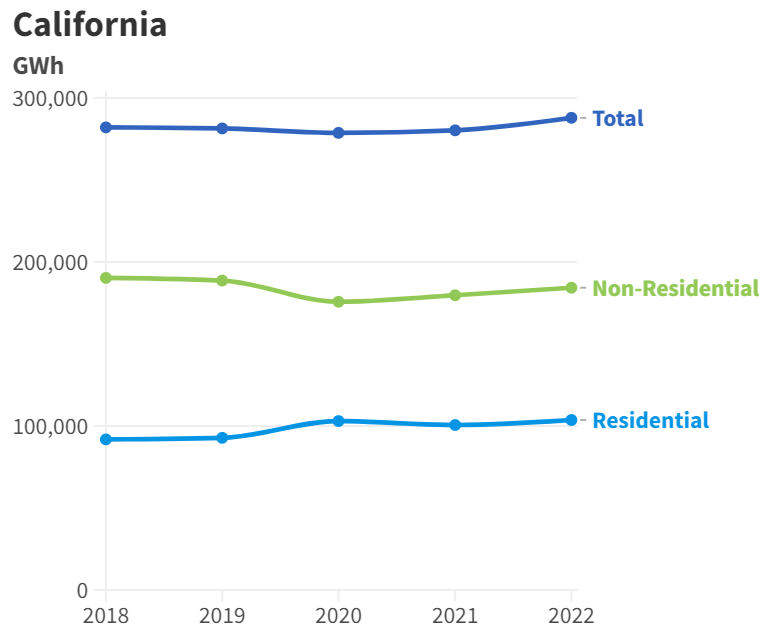 California
GWh
300,000
Total
200,000
Non-Residential
100,000
Residential
0
2018 2019 2020 2021 2022